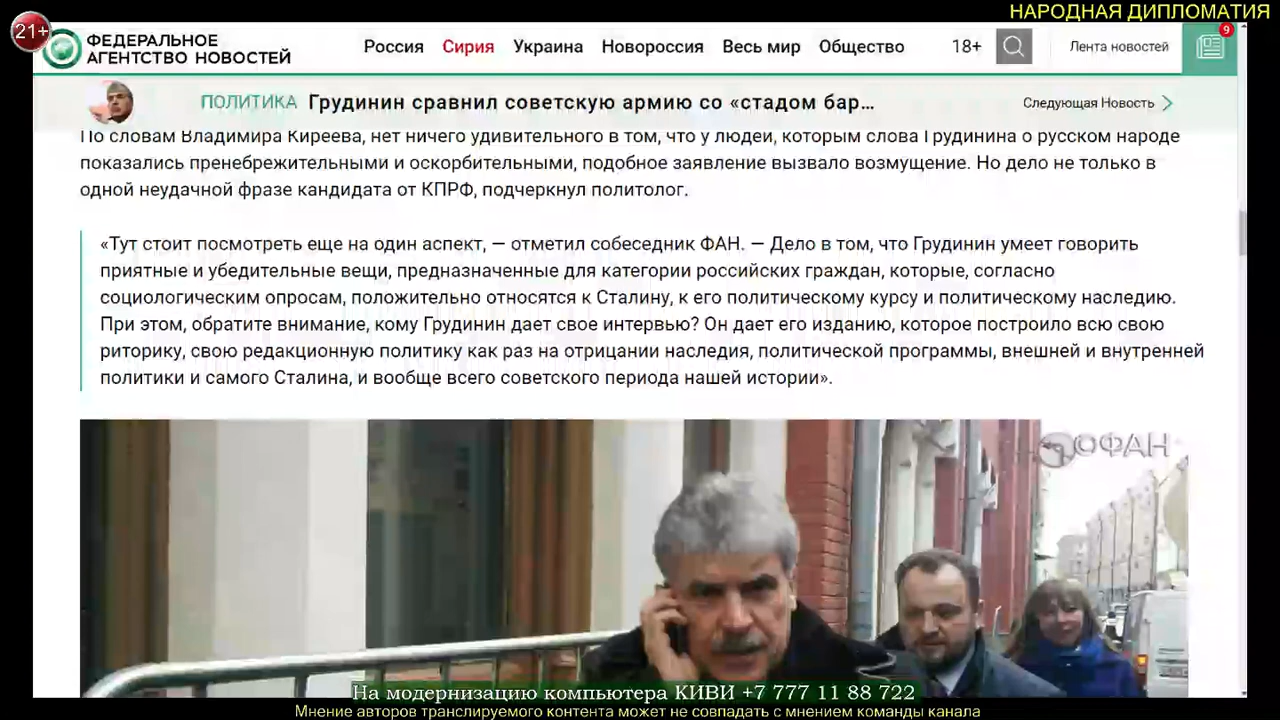 НАРОДНАЯ ДИПЛОМАТИЯ
21+
ФЕДЕРАЛЬНОЕ
АГЕНТСТВО НОВОСТЕЙ
Россия Сирия Украина Новороссия Весь мир Общество 18+ Лента новостей 9
ПОЛИТИКА Грудинин сравнил советскую армию со «стадом бар...
Следующая Новость
По словам Владимира Киреева, нет ничего удивительного в том, что у людей, которым слова Грудинина о русском народе
показались пренебрежительными и оскорбительными, подобное заявление вызвало возмущение. Но дело не только в
одной неудачной фразе кандидата от КПРФ, подчеркнул политолог.
«Тут стоит посмотреть еще на один аспект, — отметил собеседник ФАН. — Дело в том, что Грудинин умеет говорить
приятные и убедительные вещи, предназначенные для категории российских граждан, которые, согласно
социологическим опросам, положительно относятся к Сталину, к его политическому курсу и политическому наследию.
При этом, обратите внимание, кому Грудинин дает свое интервью? Он дает его изданию, которое построило всю свою
риторику, свою редакционную политику как раз на отрицании наследия, политической программы, внешней и внутренней
политики и самого Сталина, и вообще всего советского периода нашей истории».
ФАН
На модернизацию компьютера КИВИ +7 777 11 88 722
Мнение авторов транслируемого контента может не совпадать с мнением команды канала